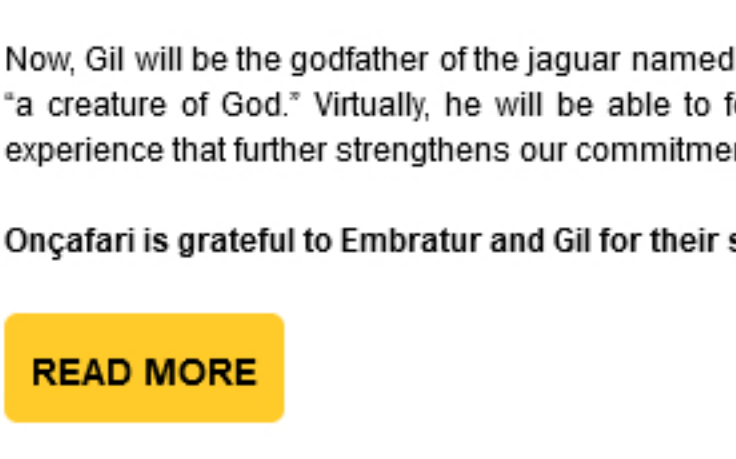 Now, Gil will be the godfather of the jaguar named
“a creature of God.” Virtually, he will be able to
experience that further strengthens our
Onçafari is grateful to Embratur and Gil for their
READ MORE